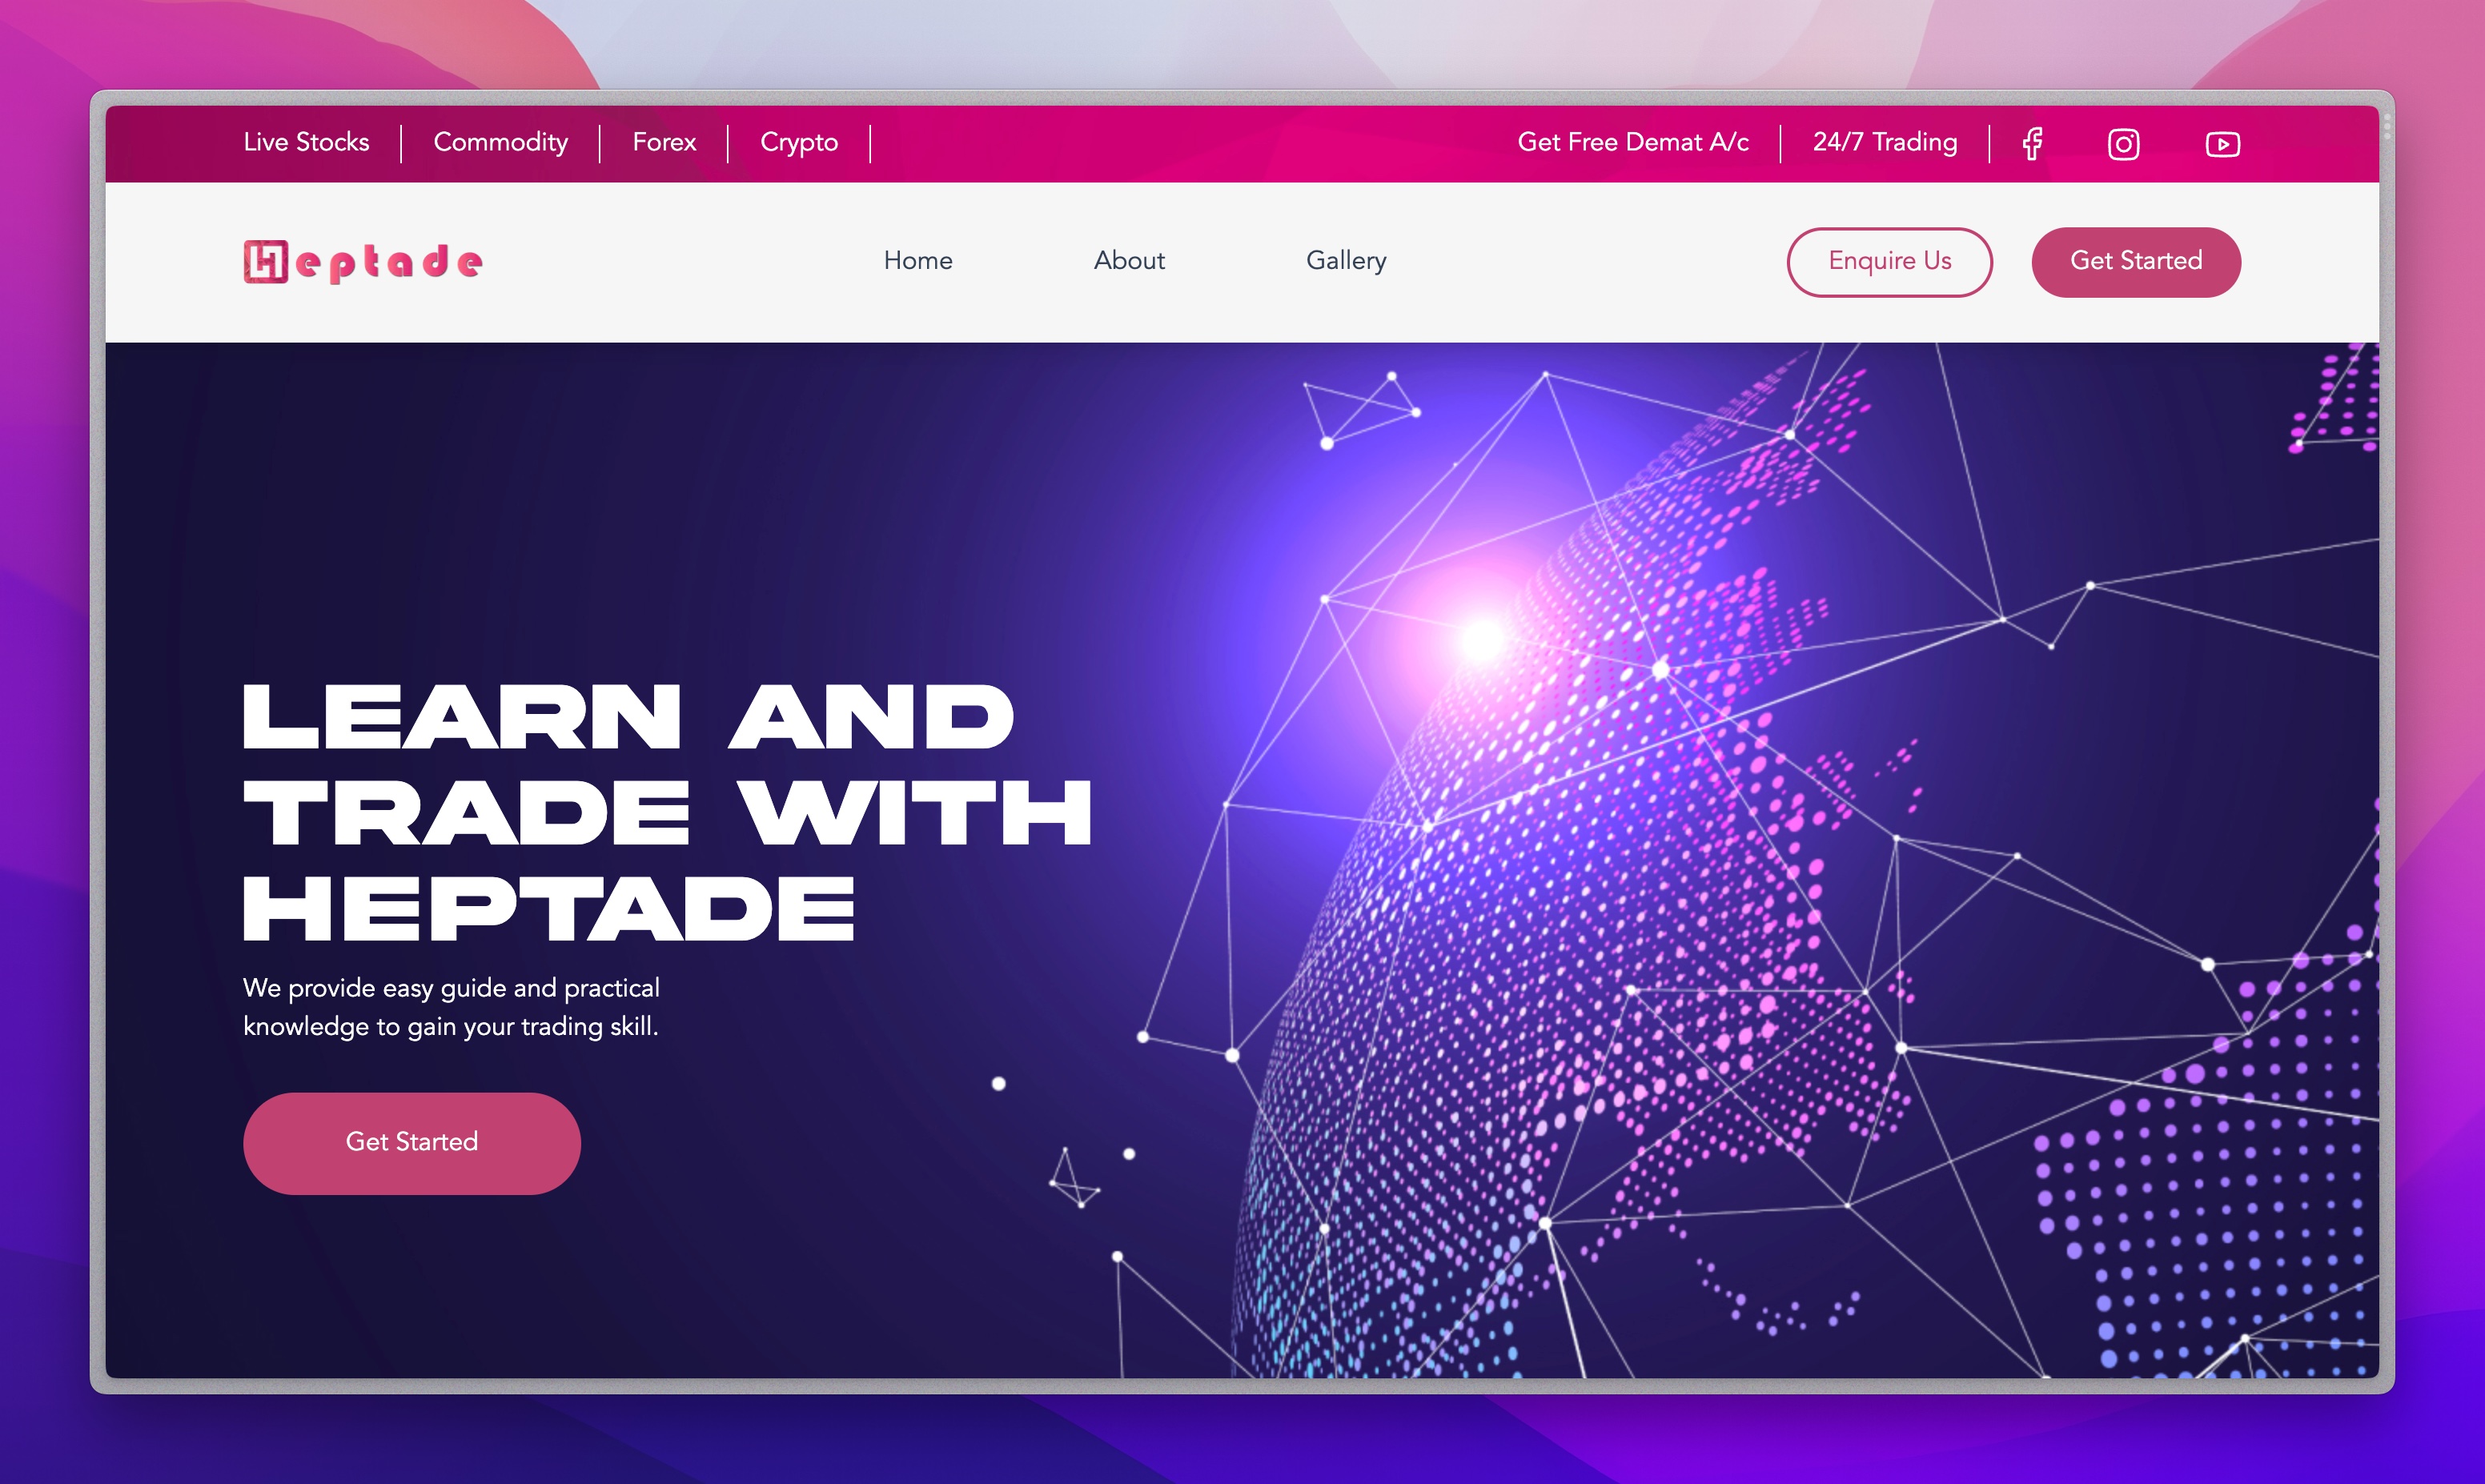 Live Stocks
Commodity
Forex
Crypto
Get Free Demat A/c
24/7 Trading
Heptade
Home
About
Gallery
Enquire Us
Get Started
LEARN AND
TRADE WITH
HEPTADE
We provide easy guide and practical
knowledge to gain your trading skill.
Get Started